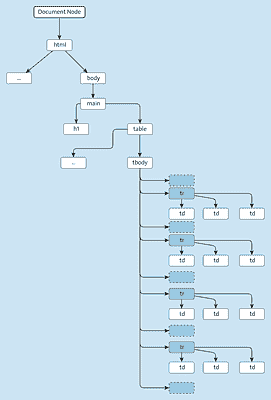 Document Node
html
...
body
main
h1
table
...
tbody
tr
td td td
tr
td td td
tr
td td td
tr
td td td